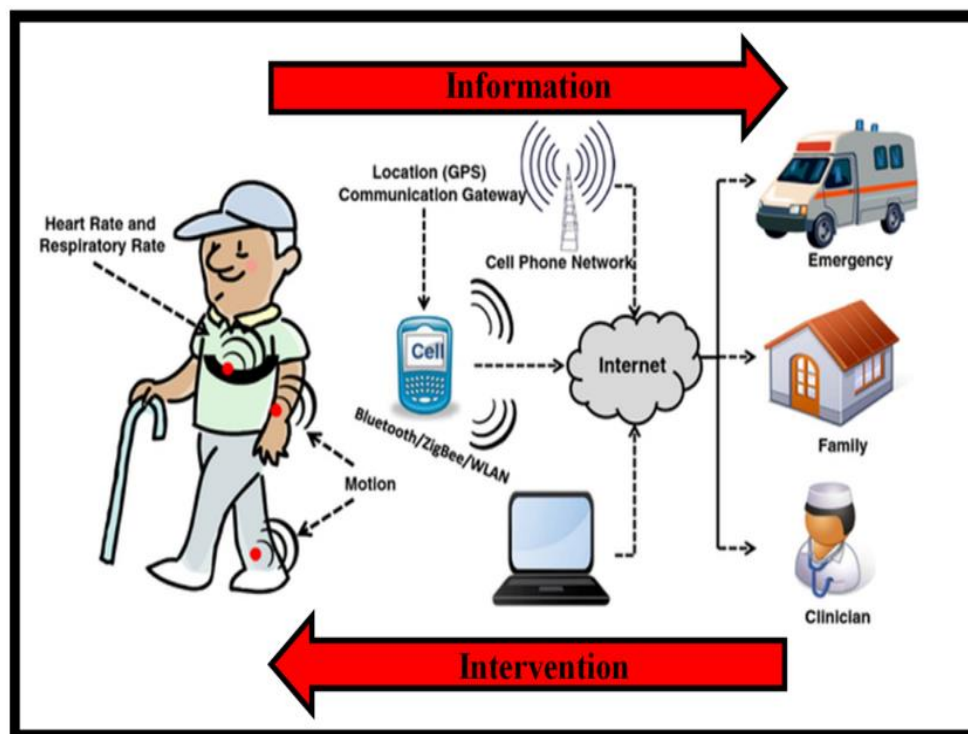 Information
Location (GPS)
Communication Gateway
Heart Rate and
Respiratory Rate
Cell Phone Network
Emergency
Cell
Internet
Bluetooth/ZigBee/WLAN
Family
Motion
Clinician
Intervention